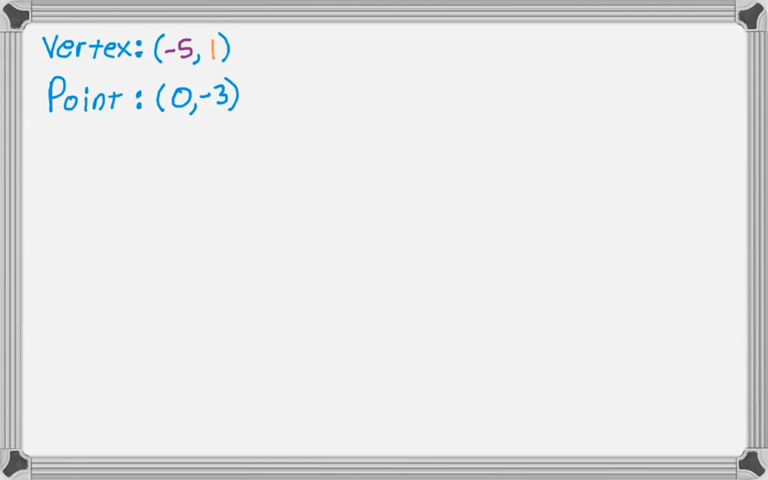 Vertex: (-5, 1)
Point: (0,-3)